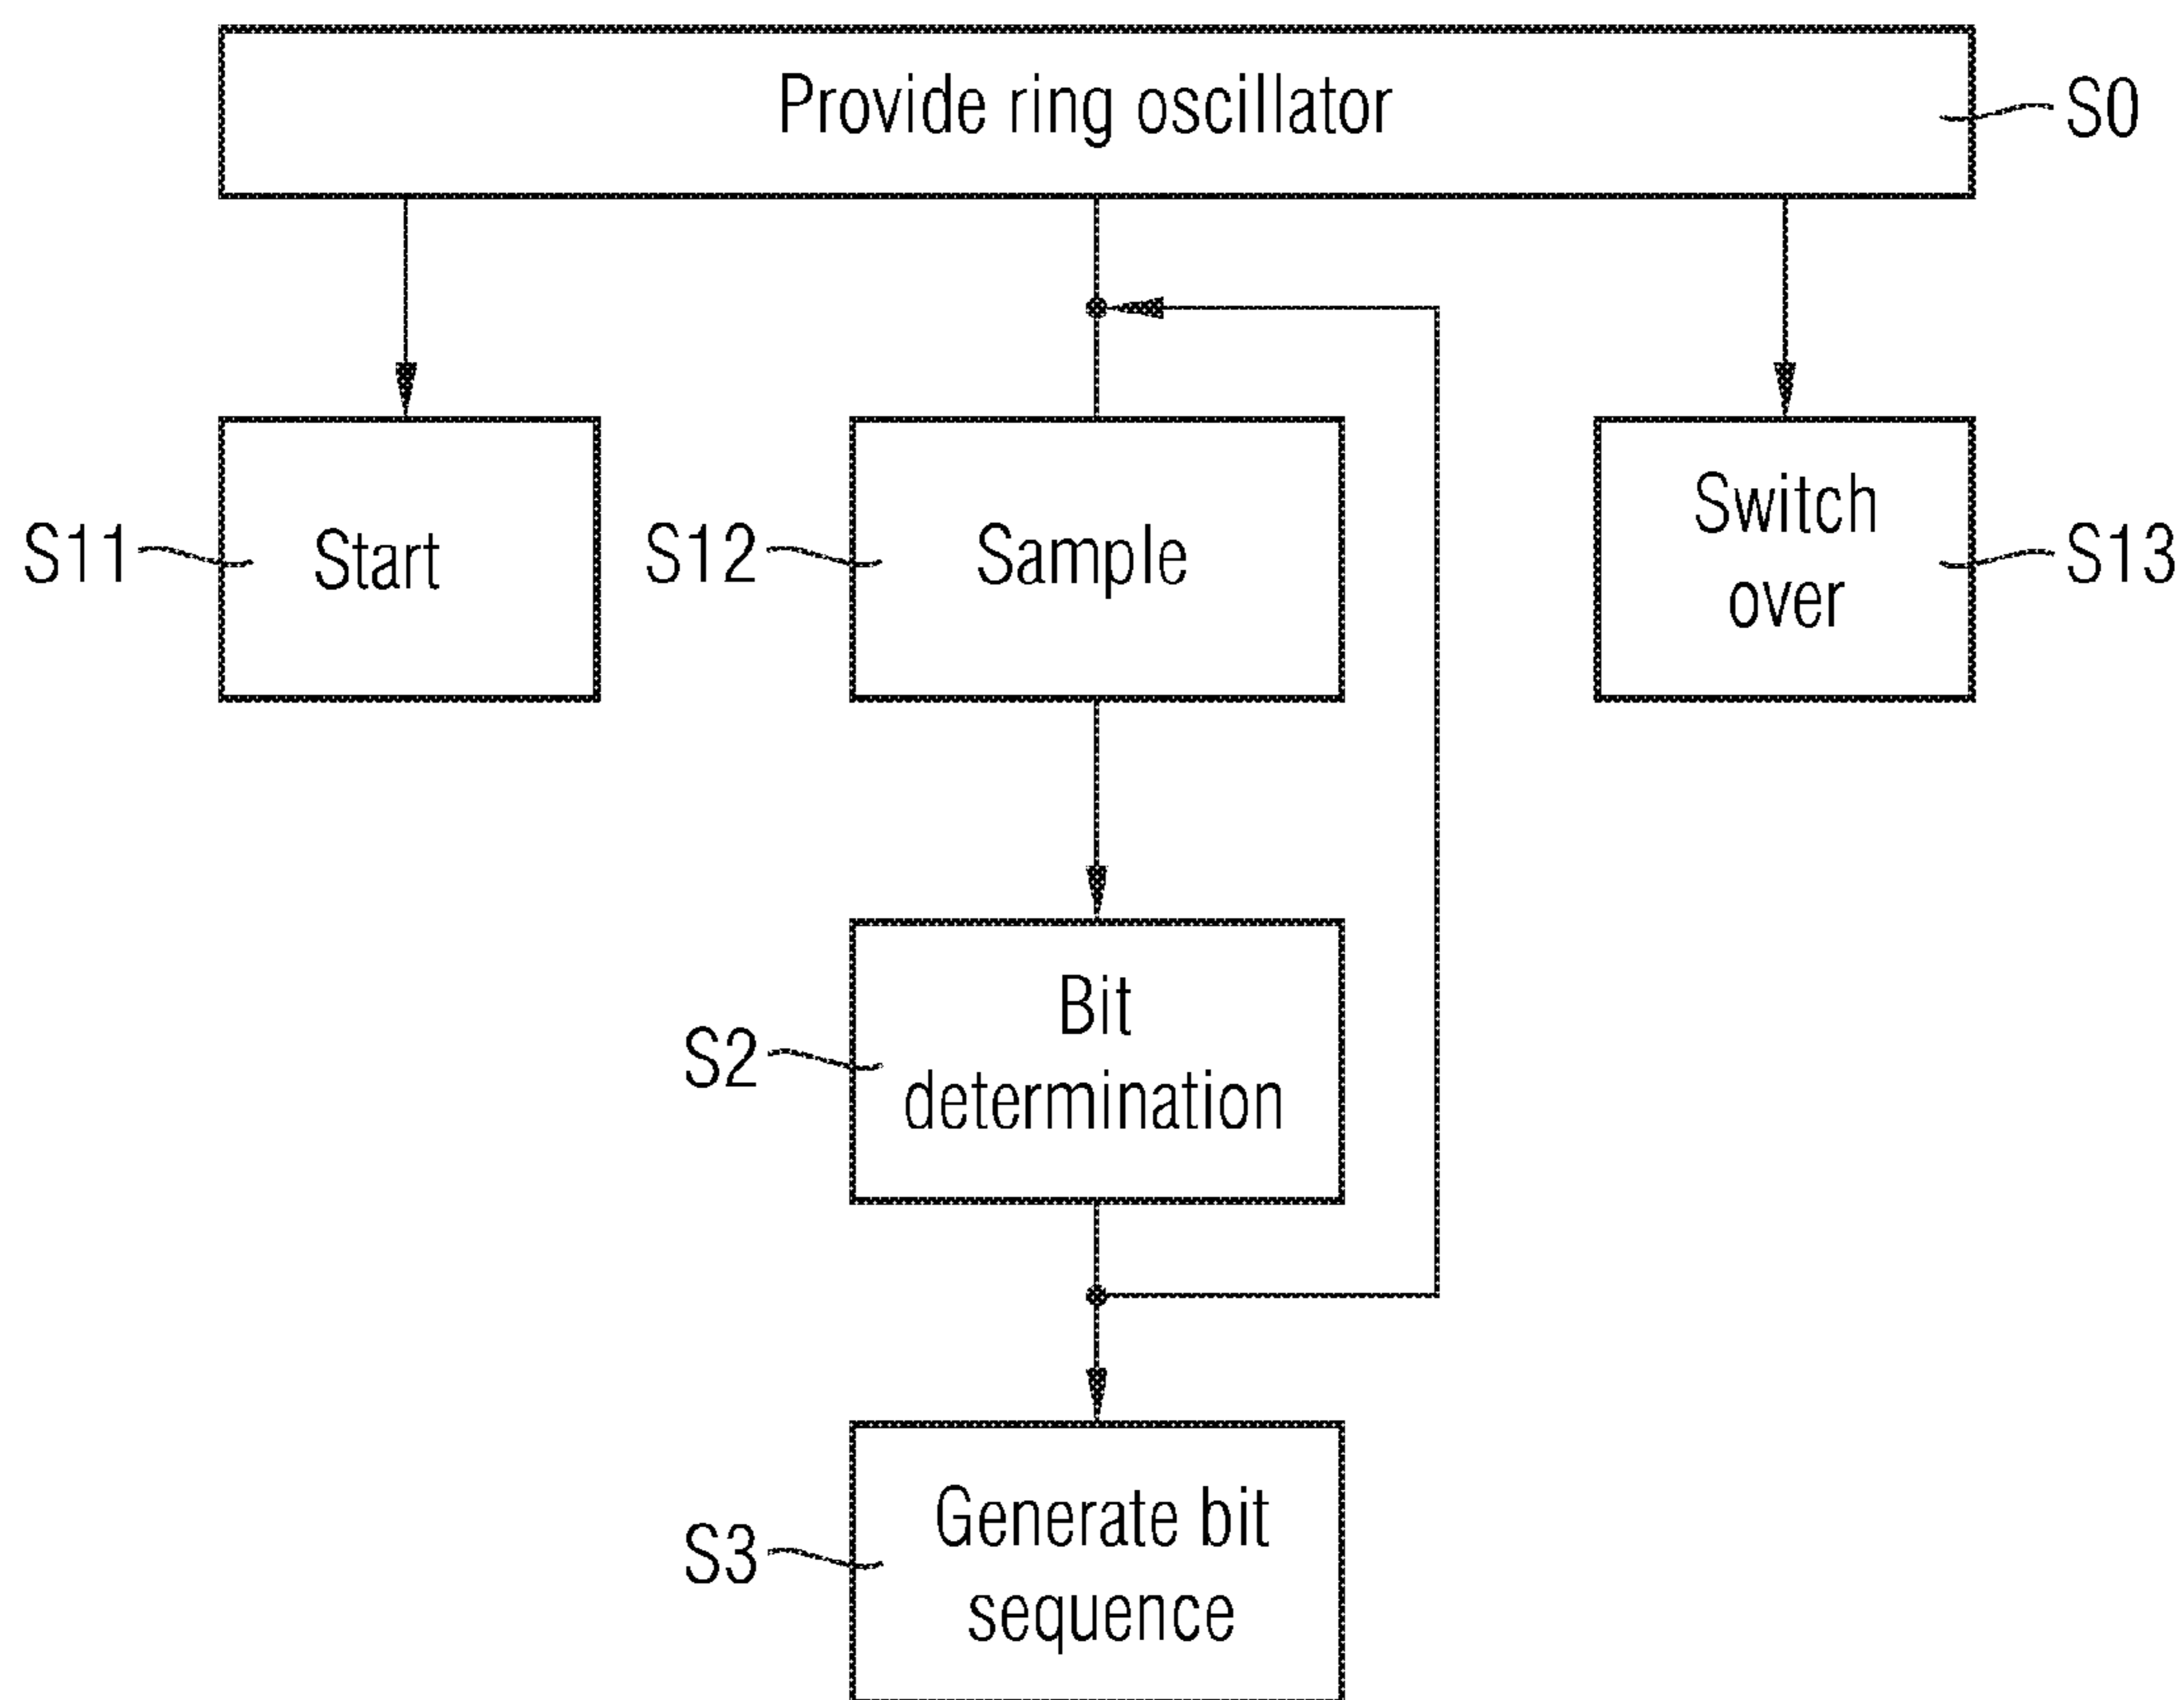 Provide ring oscillator
S0
S11
Start
S12
Sample
Switch
over
S13
S2
Bit
determination
S3
Generate bit
sequence